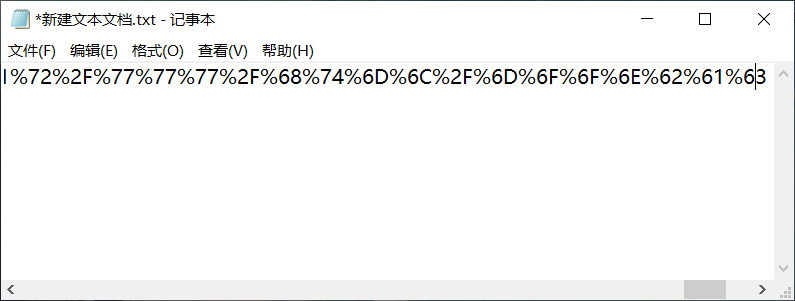 *新建文本文档.txt - 记事本
文件(F) 编辑(E) 格式(O) 查看(V) 帮助(H)
%72%2F%77%77%77%2F%68%74%6D%6C%2F%6D%6F%6F%6E%62%61%63